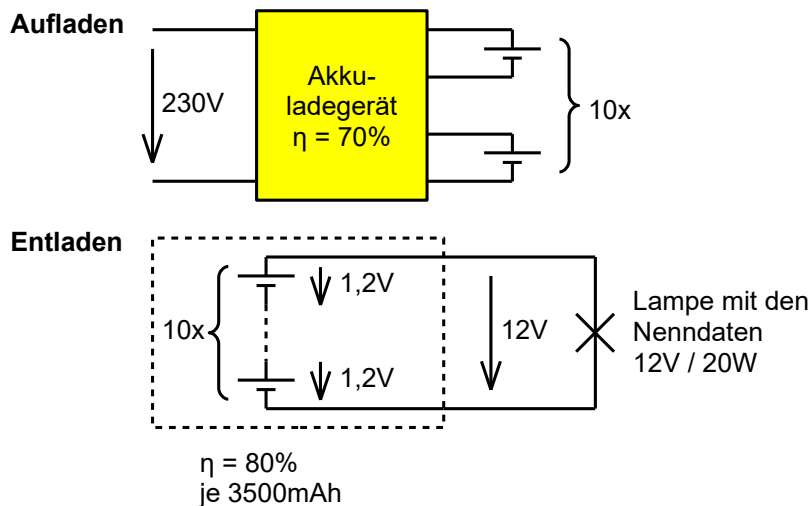 Aufladen
230V
Akku-
ladegerät
η = 70%
10x
Entladen
10x
1,2V
1,2V
12V
Lampe mit den
Nenndaten
12V / 20W
η = 80%
je 3500mAh